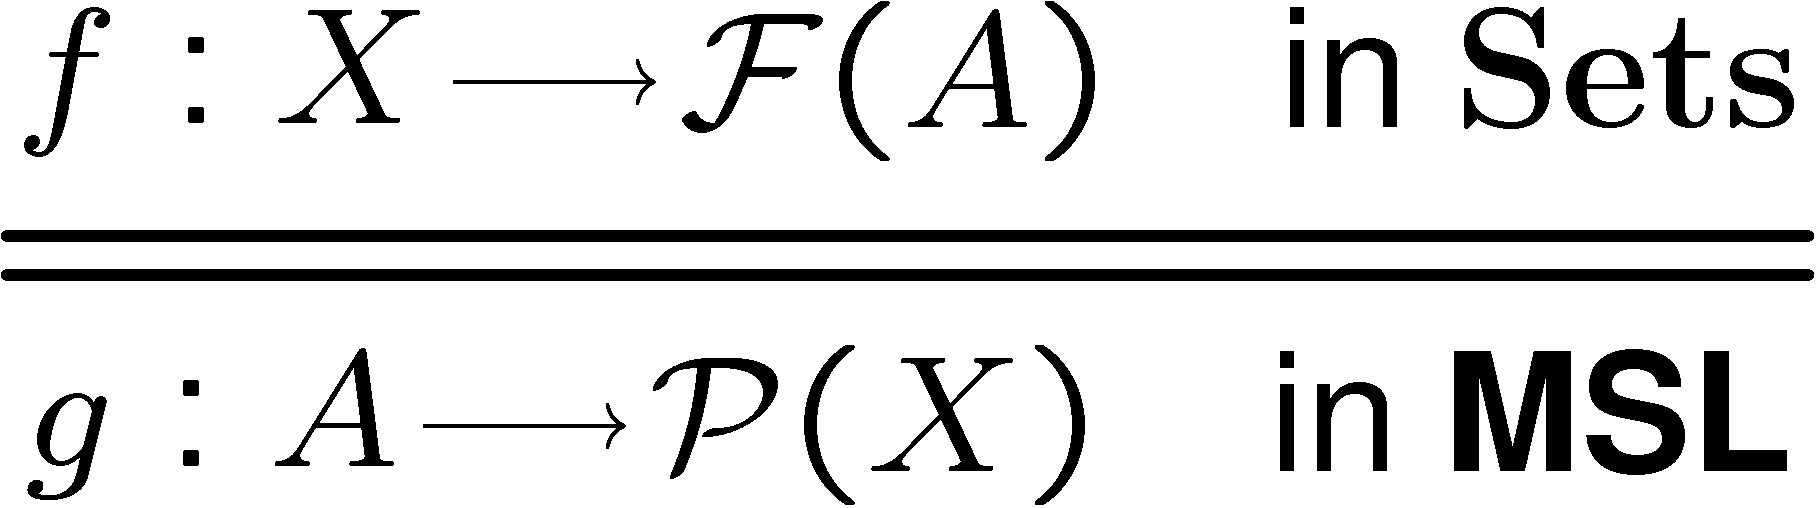 f : X ⟶ ℱ(A) in Sets
g : A ⟶ 𝒫(X) in MSL